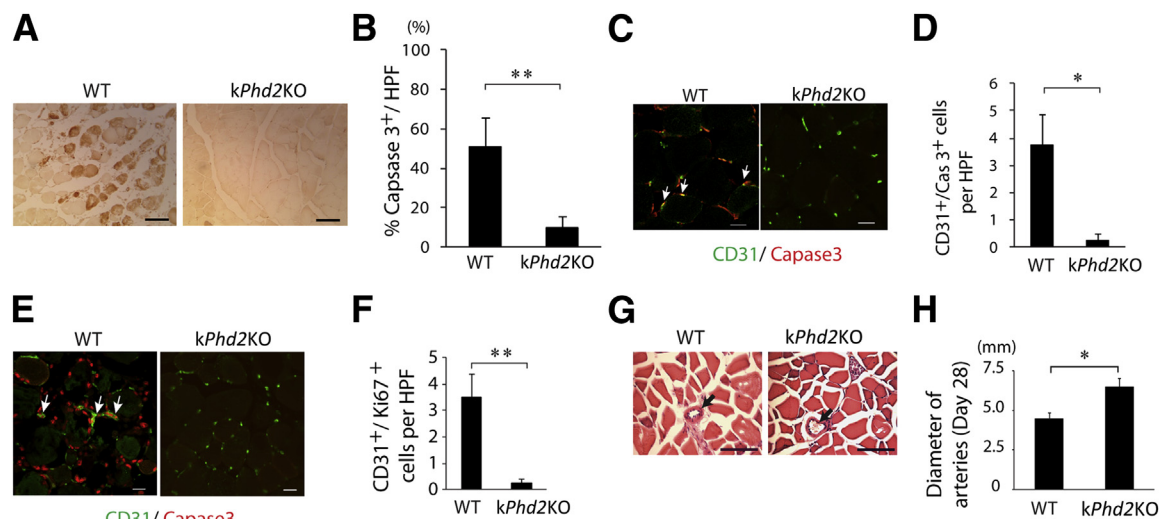 A
WT
kPhd2KO
B
(%)
% Capsase 3+/ HPF
100
80
60
40
20
0
**
WT
kPhd2KO
C
WT
kPhd2KO
CD31/ Capase3
D
CD31+/Cas 3+ cells
per HPF
6
5
4
3
2
1
0
*
WT
kPhd2KO
E
WT
kPhd2KO
CD31/ Capase3
F
CD31+/ Ki67 +
cells per HPF
5
4
3
2
1
0
**
WT
kPhd2KO
G
WT
kPhd2KO
H
(mm)
Diameter of
arteries (Day 28)
7.5
5.0
2.5
0
*
WT
kPhd2KO